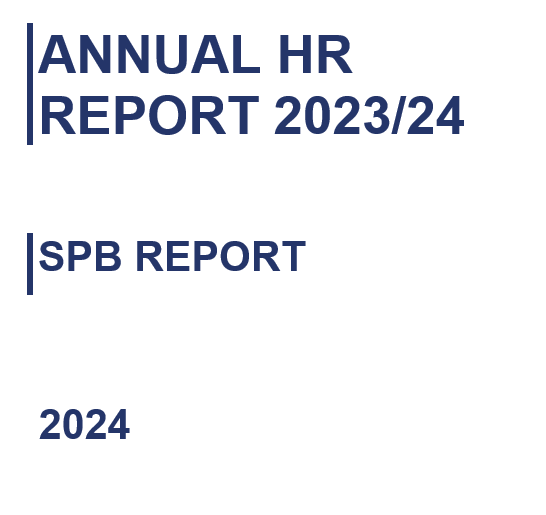 ANNUAL HR
REPORT 2023/24
SPB REPORT
2024